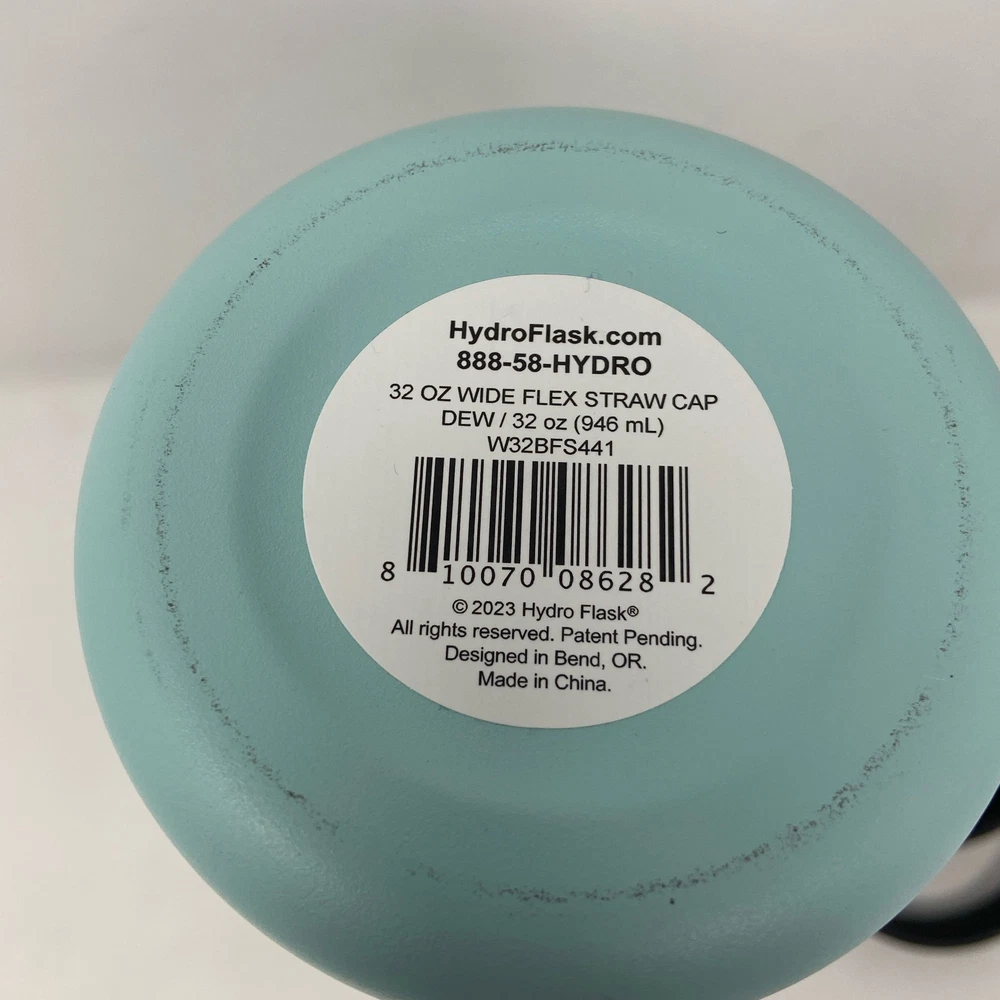 HydroFlask.com
888-58-HYDRO
32 OZ WIDE FLEX STRAW CAP
DEW / 32 oz (946 mL)
W32BFS441
8 10070 08628 2
© 2023 Hydro Flask®
All rights reserved. Patent Pending.
Designed in Bend, OR.
Made in China.